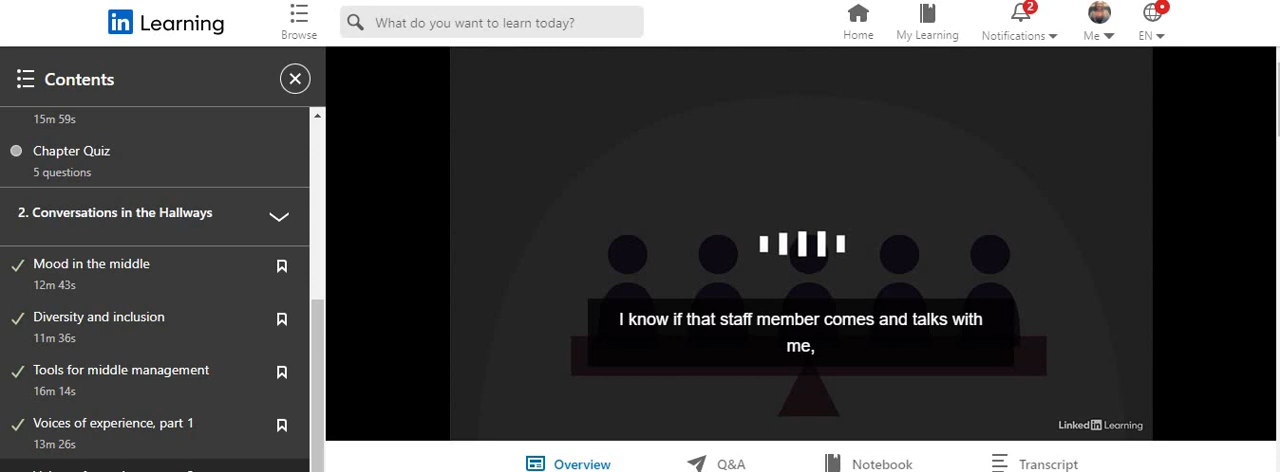 in Learning
Browse
What do you want to learn today?
Home
My Learning
2
Notifications
Me
EN
Contents
15m 59s
Chapter Quiz
5 questions
2. Conversations in the Hallways
Mood in the middle
12m 43s
Diversity and inclusion
11m 36s
Tools for middle management
16m 14s
Voices of experience, part 1
13m 26s
I know if that staff member comes and talks with
me,
Linked in Learning
Overview
Q&A
Notebook
Transcript